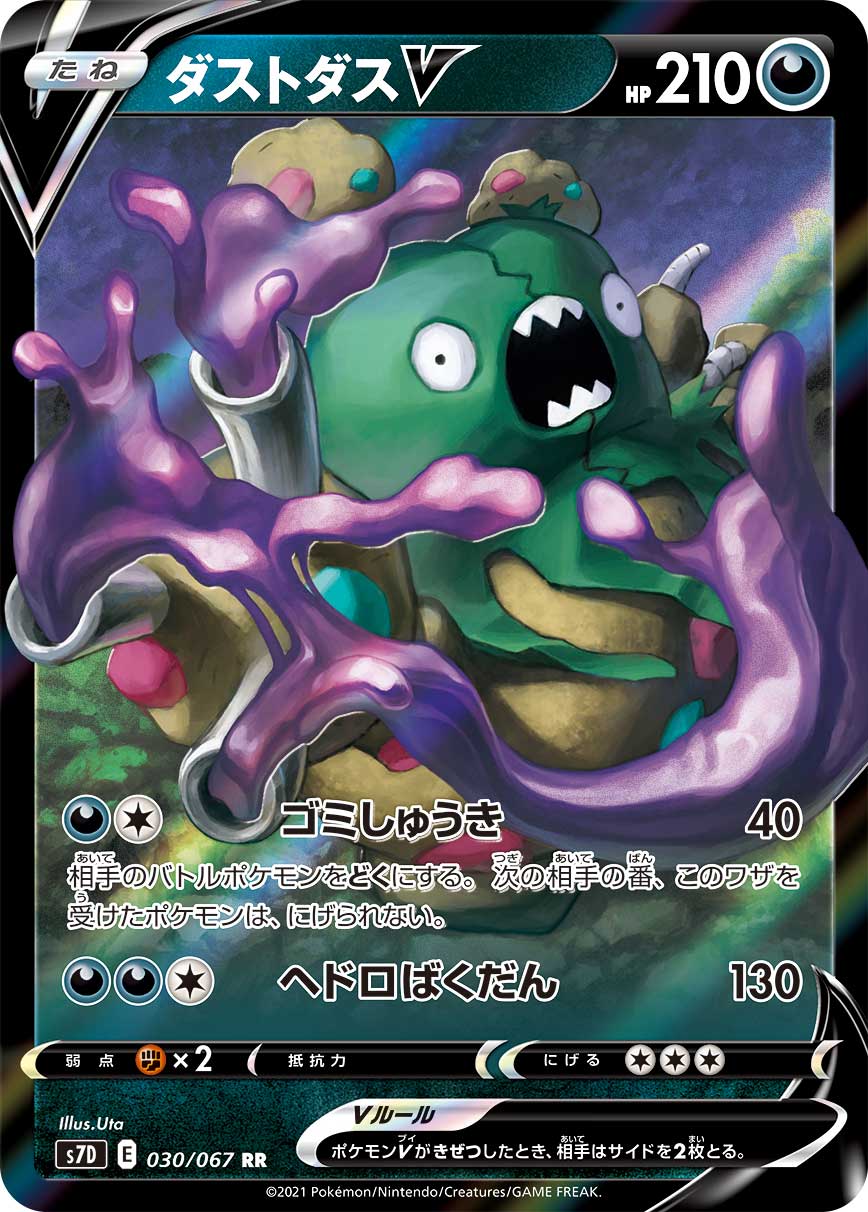 たね
ダストダスV
HP210
ゴミしゅうき 40
相手のバトルポケモンをどくにする。次の相手の番、このワザを
受けたポケモンは、にげられない。
ヘドロばくだん 130
弱点 ×2 抵抗力 にげる
Illus.Uta
Vルール
ポケモンVがきぜつしたとき、相手はサイドを2枚とる。
s7D E 030/067 RR
©2021 Pokémon/Nintendo/Creatures/GAME FREAK.